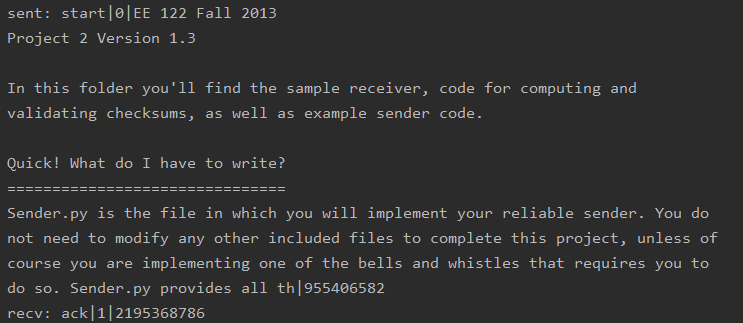 sent: start|0|EE 122 Fall 2013
Project 2 Version 1.3
In this folder you'll find the sample receiver, code for computing and
validating checksums, as well as example sender code.
Quick! What do I have to write?
===============================
Sender.py is the file in which you will implement your reliable sender. You do
not need to modify any other included files to complete this project, unless of
course you are implementing one of the bells and whistles that requires you to
do so. Sender.py provides all th|955406582
recv: ack|1|2195368786